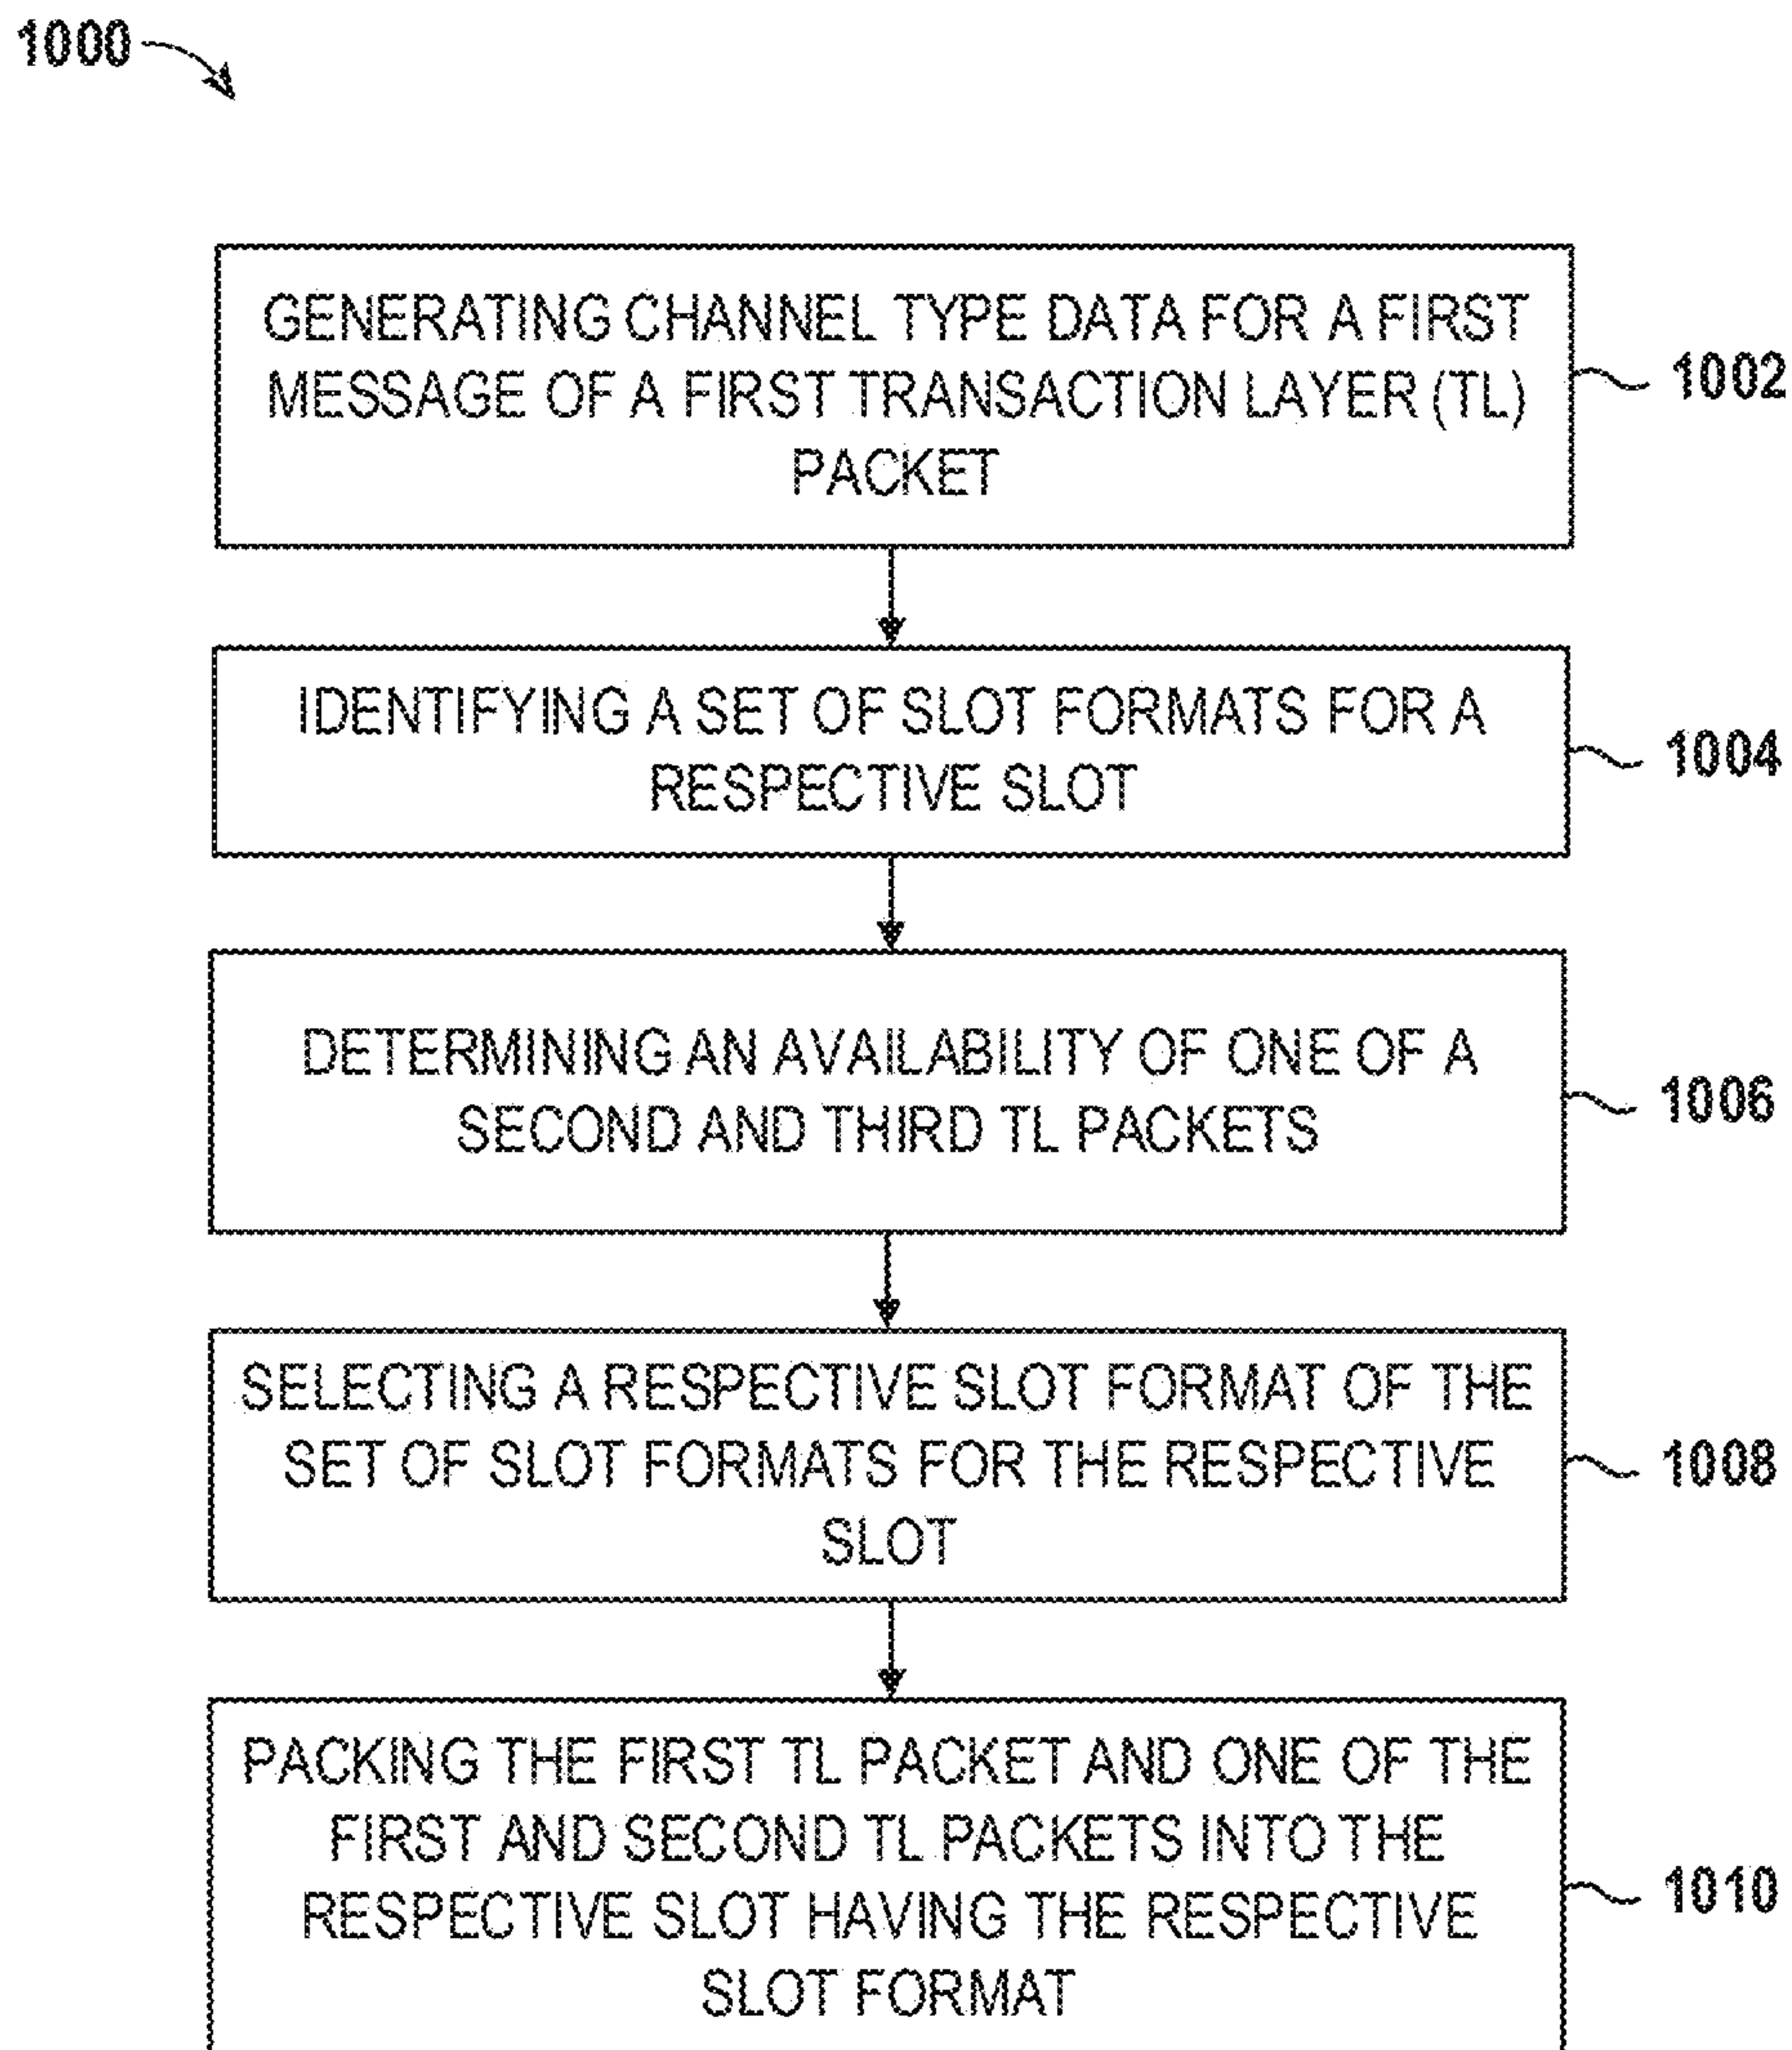 1000
GENERATING CHANNEL TYPE DATA FOR A FIRST
MESSAGE OF A FIRST TRANSACTION LAYER (TL)
PACKET
1002
IDENTIFYING A SET OF SLOT FORMATS FOR A
RESPECTIVE SLOT
1004
DETERMINING AN AVAILABILITY OF ONE OF A
SECOND AND THIRD TL PACKETS
1006
SELECTING A RESPECTIVE SLOT FORMAT OF THE
SET OF SLOT FORMATS FOR THE RESPECTIVE
SLOT
1008
PACKING THE FIRST TL PACKET AND ONE OF THE
FIRST AND SECOND TL PACKETS INTO THE
RESPECTIVE SLOT HAVING THE RESPECTIVE
SLOT FORMAT
1010